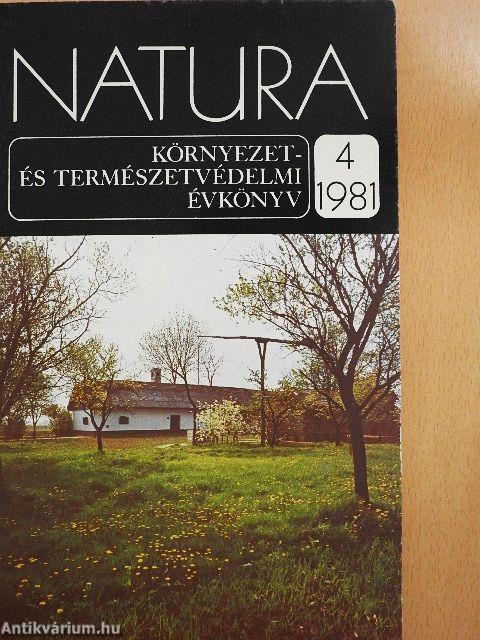 NATURA
KÖRNYEZET-
ÉS TERMÉSZETVÉDELMI
ÉVKÖNYV
4
1981
Antikvárium.hu